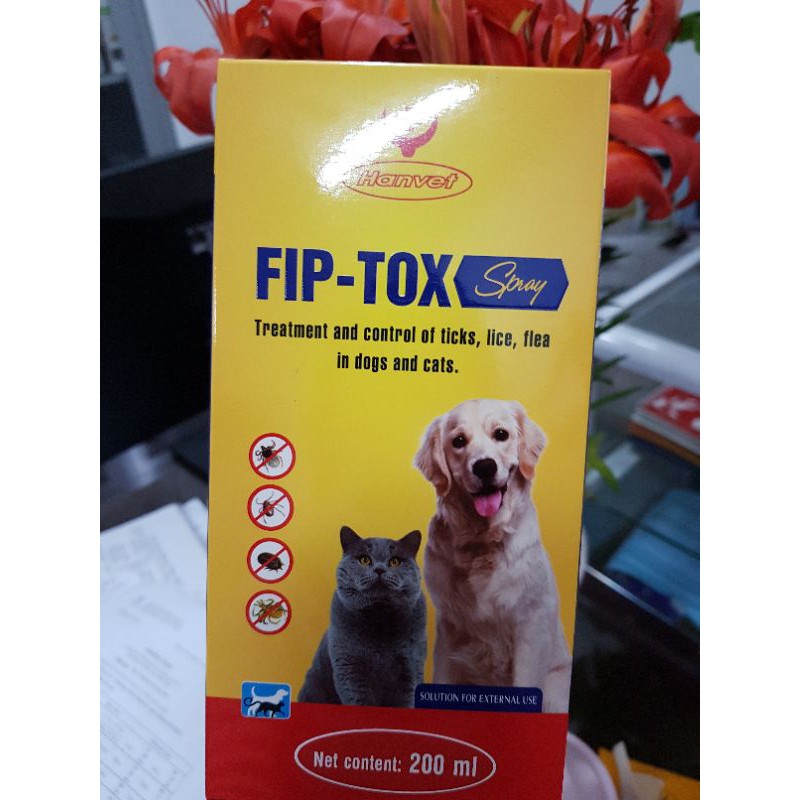 Hanvet
FIP-TOX Spray
Treatment and control of ticks, lice, flea
in dogs and cats.
SOLUTION FOR EXTERNAL USE
Net content: 200 ml